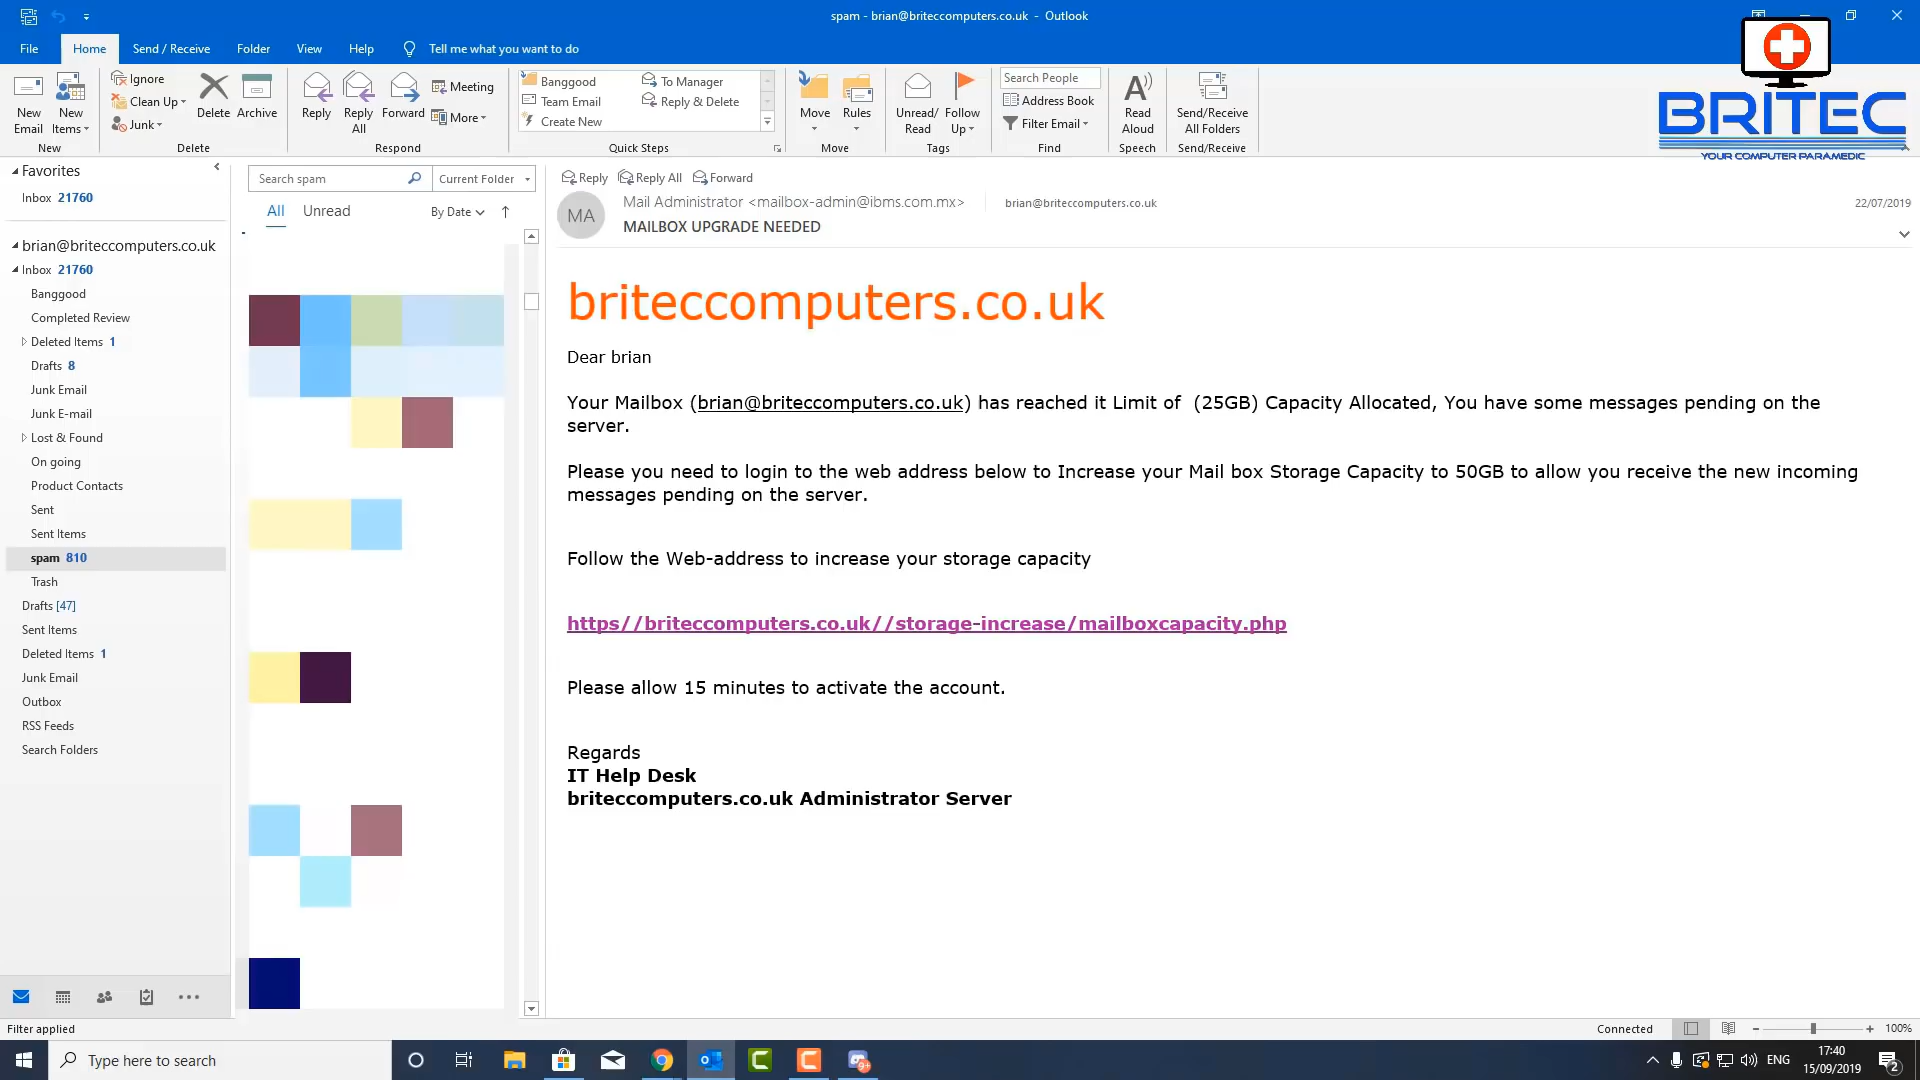 spam - brian@briteccomputers.co.uk - Outlook
File Home Send / Receive Folder View Help Tell me what you want to do
New Email
New Items
New
Ignore
Clean Up
Junk
Delete
Archive
Delete
Reply
Reply All
Forward
Meeting
More
Respond
Banggood
Team Email
Create New
To Manager
Reply & Delete
Quick Steps
Move
Rules
Move
Unread/ Read
Follow Up
Tags
Search People
Address Book
Filter Email
Find
Read Aloud
Speech
Send/Receive All Folders
Send/Receive
BRITEC
YOUR COMPUTER PARAMEDIC
Favorites
Inbox 21760
brian@briteccomputers.co.uk
Inbox 21760
Banggood
Completed Review
Deleted Items 1
Drafts 8
Junk Email
Junk E-mail
Lost & Found
On going
Product Contacts
Sent
Sent Items
spam 810
Trash
Drafts [47]
Sent Items
Deleted Items 1
Junk Email
Outbox
RSS Feeds
Search Folders
Search spam
Current Folder
All Unread By Date
Reply Reply All Forward
MA
Mail Administrator <mailbox-admin@ibms.com.mx> brian@briteccomputers.co.uk 22/07/2019
MAILBOX UPGRADE NEEDED
briteccomputers.co.uk
Dear brian
Your Mailbox (brian@briteccomputers.co.uk) has reached it Limit of (25GB) Capacity Allocated, You have some messages pending on the
server.
Please you need to login to the web address below to Increase your Mail box Storage Capacity to 50GB to allow you receive the new incoming
messages pending on the server.
Follow the Web-address to increase your storage capacity
https//briteccomputers.co.uk//storage-increase/mailboxcapacity.php
Please allow 15 minutes to activate the account.
Regards
IT Help Desk
briteccomputers.co.uk Administrator Server
Filter applied
Connected
100%
Type here to search
9+
ENG
17:40
15/09/2019
2